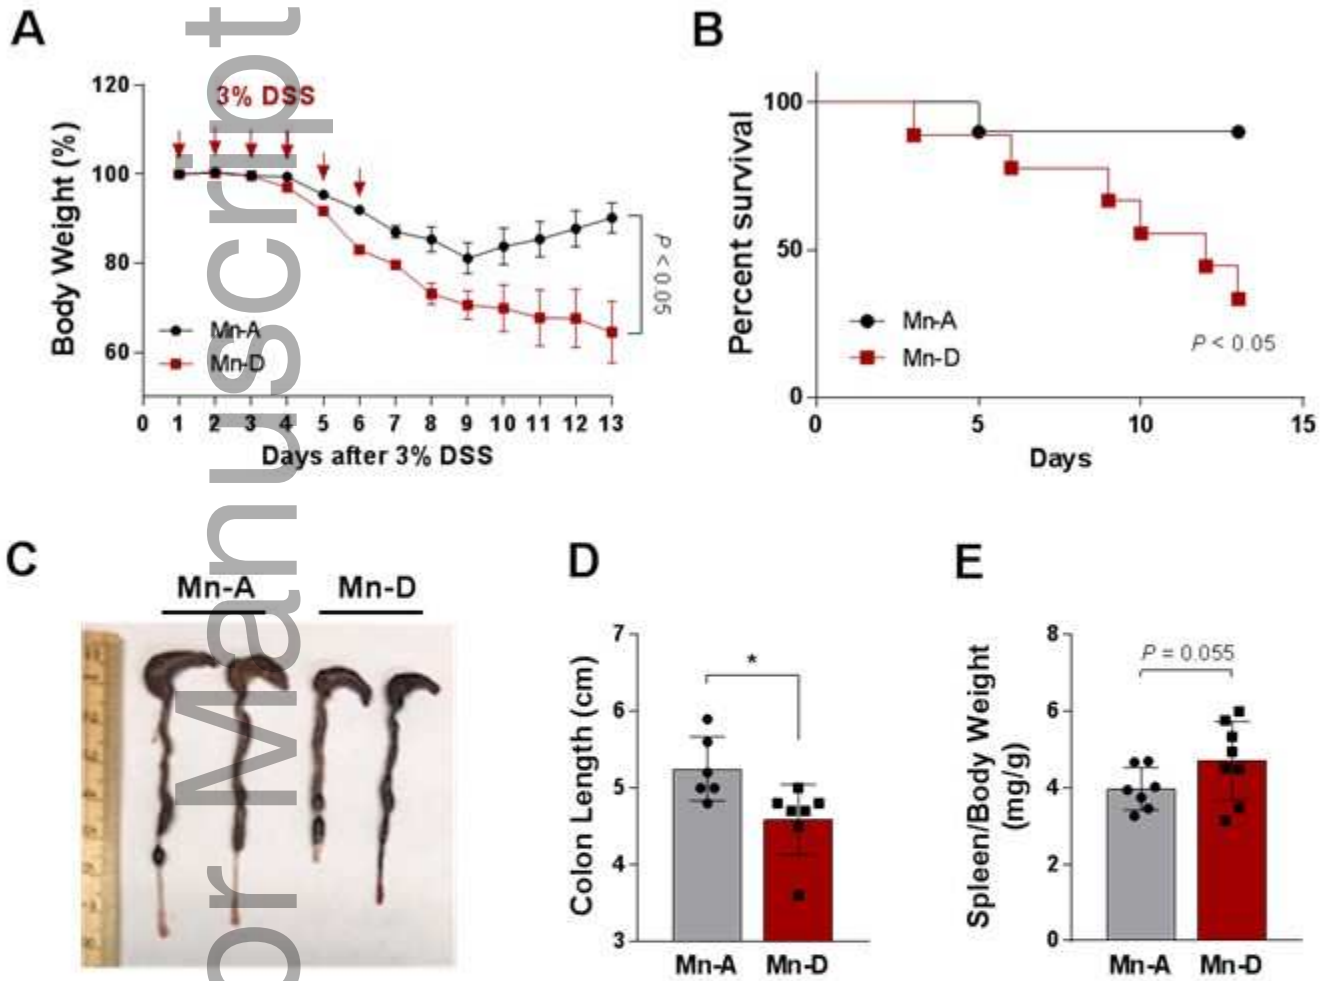 A
3% DSS
120
100
80
60
Body Weight (%)
Mn-A
Mn-D
P < 0.05
0 1 2 3 4 5 6 7 8 9 10 11 12 13
Days after 3% DSS
B
100
50
0
Percent survival
Mn-A
Mn-D
P < 0.05
0 5 10 15
Days
C
Mn-A Mn-D
D
7
6
5
4
3
Colon Length (cm)
*
Mn-A Mn-D
E
8
6
4
2
0
Spleen/Body Weight
(mg/g)
P = 0.055
Mn-A Mn-D
or Manuscript